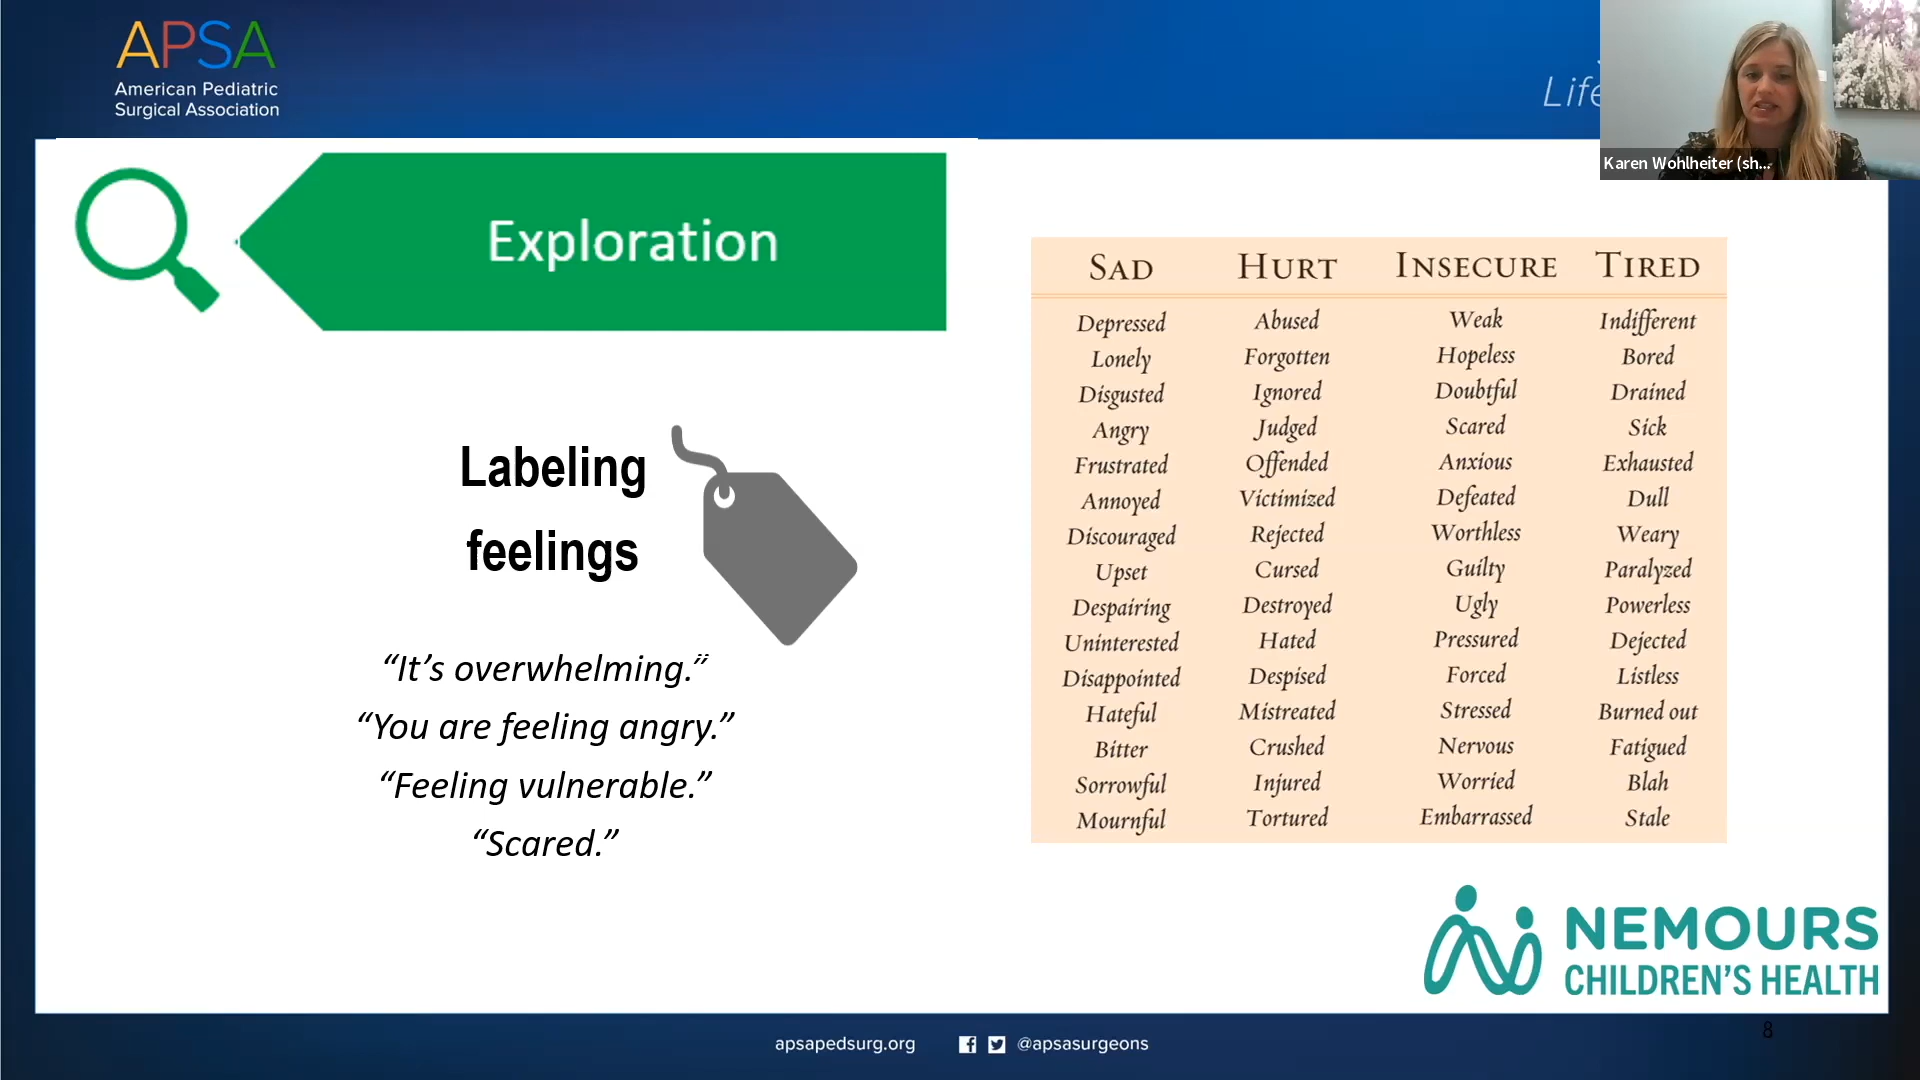 APSA
American Pediatric
Surgical Association
Life
Karen Wohlheiter (sh...
Exploration
Labeling
feelings
“It’s overwhelming.”
“You are feeling angry.”
“Feeling vulnerable.”
“Scared.”
SAD HURT INSECURE TIRED
Depressed Abused Weak Indifferent
Lonely Forgotten Hopeless Bored
Disgusted Ignored Doubtful Drained
Angry Judged Scared Sick
Frustrated Offended Anxious Exhausted
Annoyed Victimized Defeated Dull
Discouraged Rejected Worthless Weary
Upset Cursed Guilty Paralyzed
Despairing Destroyed Ugly Powerless
Uninterested Hated Pressured Dejected
Disappointed Despised Forced Listless
Hateful Mistreated Stressed Burned out
Bitter Crushed Nervous Fatigued
Sorrowful Injured Worried Blah
Mournful Tortured Embarrassed Stale
NEMOURS
CHILDREN’S HEALTH
8
apsapedsurg.org @apsasurgeons